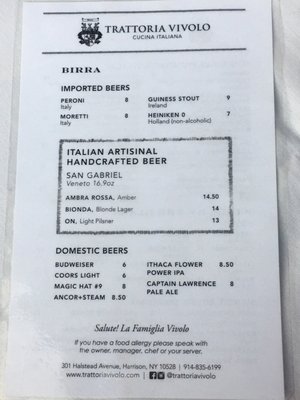 TRATTORIA VIVOLO
CUCINA ITALIANA
BIRRA
IMPORTED BEERS
PERONI 8
Italy
MORETTI 8
Italy
GUINESS STOUT 9
Ireland
HEINIKEN 0 7
Holland (non-alcoholic)
ITALIAN ARTISINAL
HANDCRAFTED BEER
SAN GABRIEL
Veneto 16.9oz
AMBRA ROSSA, Amber 14.50
BIONDA, Blonde Lager 14
ON, Light Pilsner 13
DOMESTIC BEERS
BUDWEISER 6
COORS LIGHT 6
MAGIC HAT #9 8
ANCOR+STEAM 8.50
ITHACA FLOWER 8.50
POWER IPA
CAPTAIN LAWRENCE 8
PALE ALE
Salute! La Famiglia Vivolo
If you have a food allergy please speak with
the owner, manager, chef or your server.
301 Halstead Avenue, Harrison, NY 10528 | 914-835-6199
www.trattoriavivolo.com | @trattoriavivolo